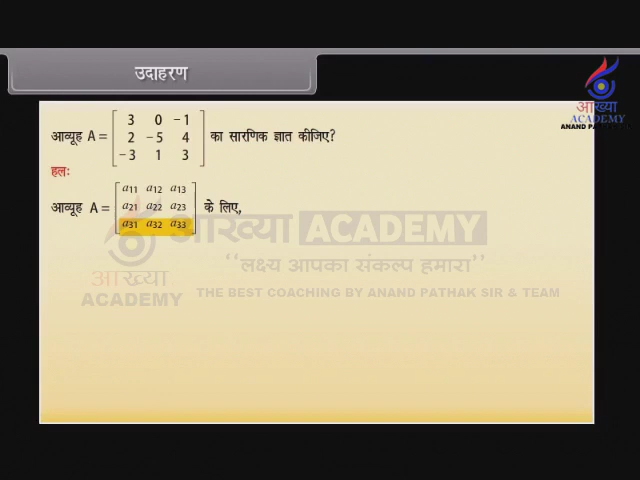 उदाहरण
आख्या
ACADEMY
ANAND PATHAK
आव्यूह A = [ 3 0 -1
2 -5 4
-3 1 3 ] का सारणिक ज्ञात कीजिए?
हलः
आव्यूह A = [ a11 a12 a13
a21 a22 a23
a31 a32 a33 ] के लिए,
आख्या ACADEMY
‘‘लक्ष्य आपका संकल्प हमारा’’
आख्या
ACADEMY
THE BEST COACHING BY ANAND PATHAK SIR & TEAM